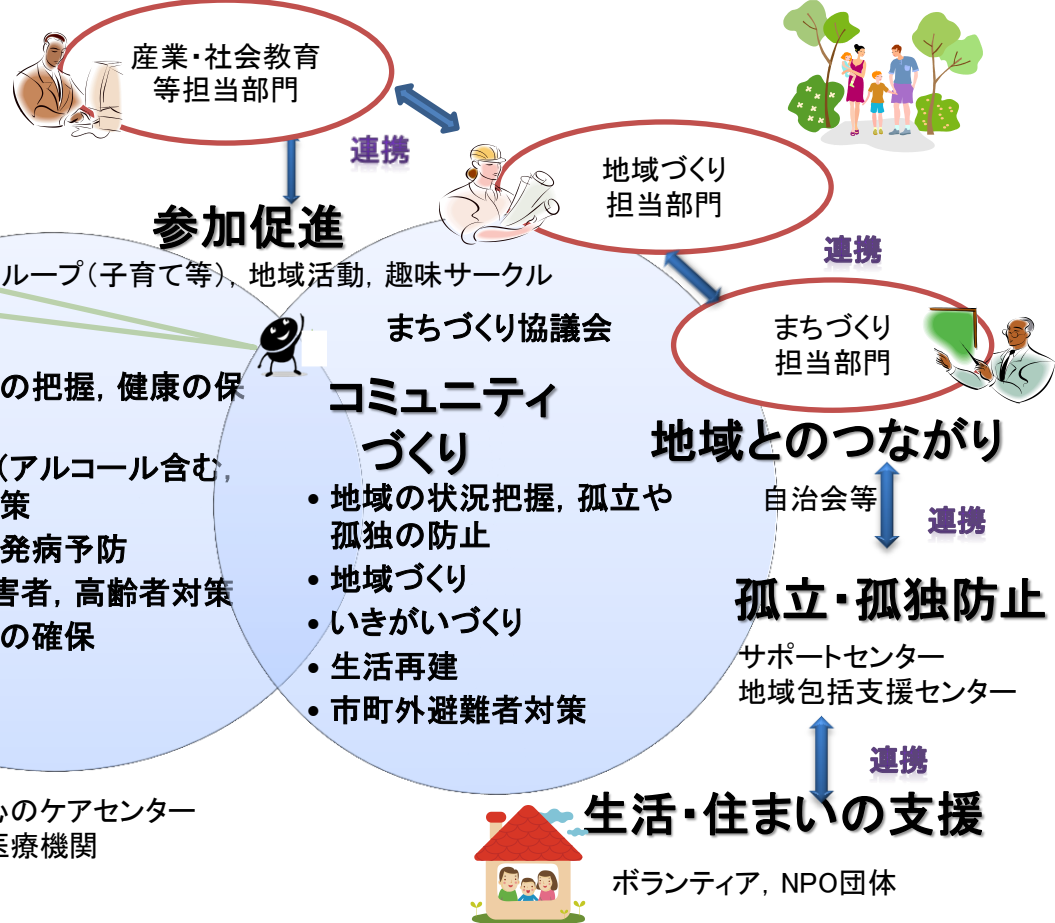 産業・社会教育
等担当部門
連携
地域づくり
担当部門
参加促進
連携
ループ（子育て等），地域活動，趣味サークル
まちづくり協議会
まちづくり
担当部門
の把握，健康の保
コミュニティ
づくり
地域とのつながり
（アルコール含む，
策
• 地域の状況把握，孤立や
孤独の防止
自治会等
連携
発病予防
• 地域づくり
害者，高齢者対策
孤立・孤独防止
• いきがいづくり
の確保
サポートセンター
• 生活再建
地域包括支援センター
• 市町外避難者対策
連携
心のケアセンター
生活・住まいの支援
医療機関
ボランティア，NPO団体